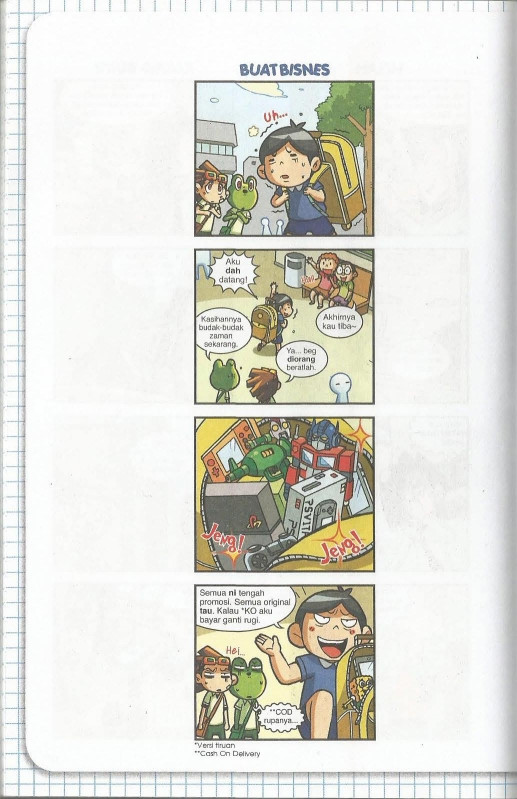 BUAT BISNES
Uh...
Aku
dah
datang!
Hai...
Akhirnya
kau tiba~
Kasihannya
budak-budak
zaman
sekarang.
Ya... beg
diorang
beratlah.
PSVITA
Jeng!
Jeng!
Semua ni tengah
promosi. Semua original
tau. Kalau *KO aku
bayar ganti rugi.
Hei...
**COD
rupanya...
*Versi tiruan
**Cash On Delivery